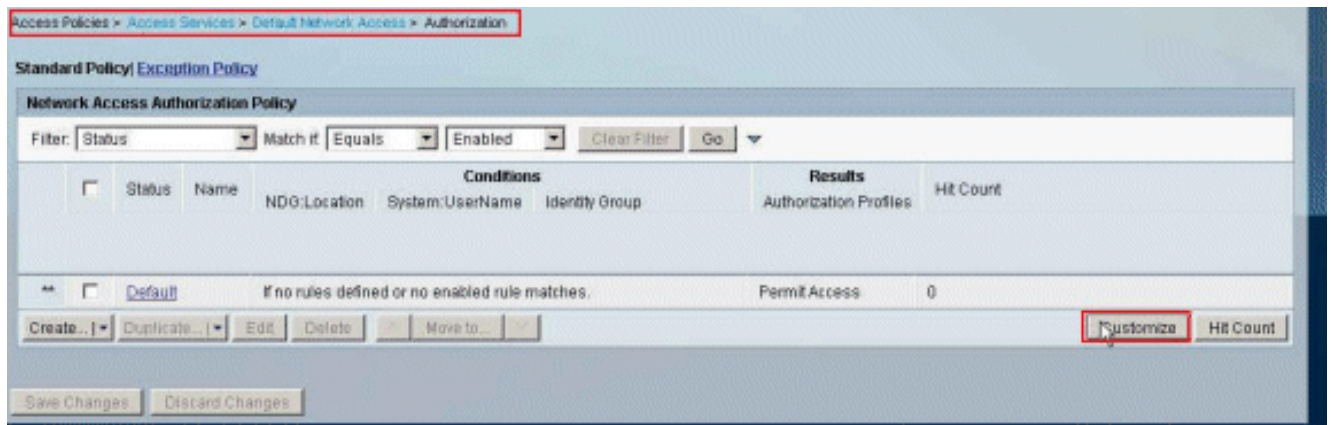 Access Policies > Access Services > Default Network Access > Authorization
Standard Policy| Exception Policy
Network Access Authorization Policy
Filter: Status Match if: Equals Enabled Clear Filter Go
Status Name Conditions Results Hit Count
NDG:Location System:UserName Identity Group Authorization Profiles
** Default If no rules defined or no enabled rule matches. Permit Access 0
Create... | Duplicate... | Edit Delete ^ Move to... Customize Hit Count
Save Changes Discard Changes